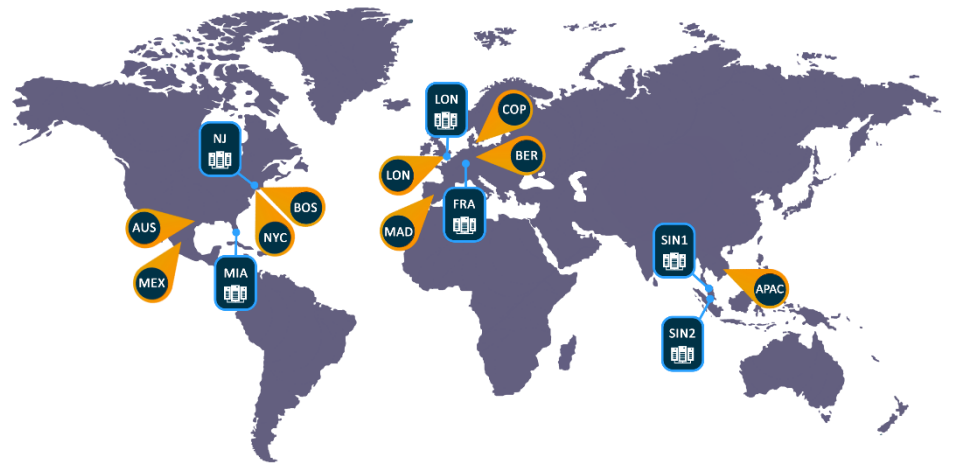 LON
COP
NJ
BER
LON
FRA
BOS
AUS
NYC
MAD
SIN1
MIA
MEX
APAC
SIN2